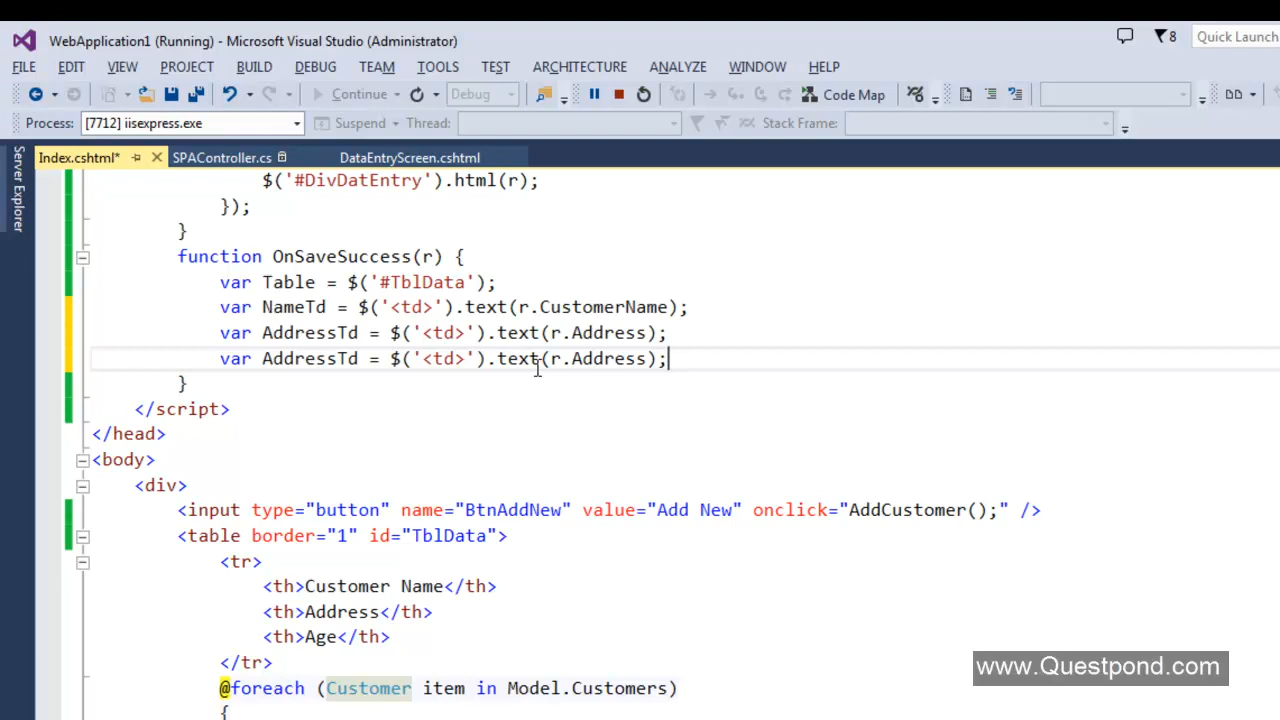 WebApplication1 (Running) - Microsoft Visual Studio (Administrator)
8
Quick Launch
FILE EDIT VIEW PROJECT BUILD DEBUG TEAM TOOLS TEST ARCHITECTURE ANALYZE WINDOW HELP
Continue Debug Code Map
Process: [7712] iisexpress.exe Suspend Thread: Stack Frame:
Server Explorer
Index.cshtml* SPAController.cs DataEntryScreen.cshtml
$('#DivDatEntry').html(r);
});
}
function OnSaveSuccess(r) {
var Table = $('#TblData');
var NameTd = $('<td>').text(r.CustomerName);
var AddressTd = $('<td>').text(r.Address);
var AddressTd = $('<td>').text(r.Address);
}
</script>
</head>
<body>
<div>
<input type="button" name="BtnAddNew" value="Add New" onclick="AddCustomer();" />
<table border="1" id="TblData">
<tr>
<th>Customer Name</th>
<th>Address</th>
<th>Age</th>
</tr>
@foreach (Customer item in Model.Customers)
{
www.Questpond.com